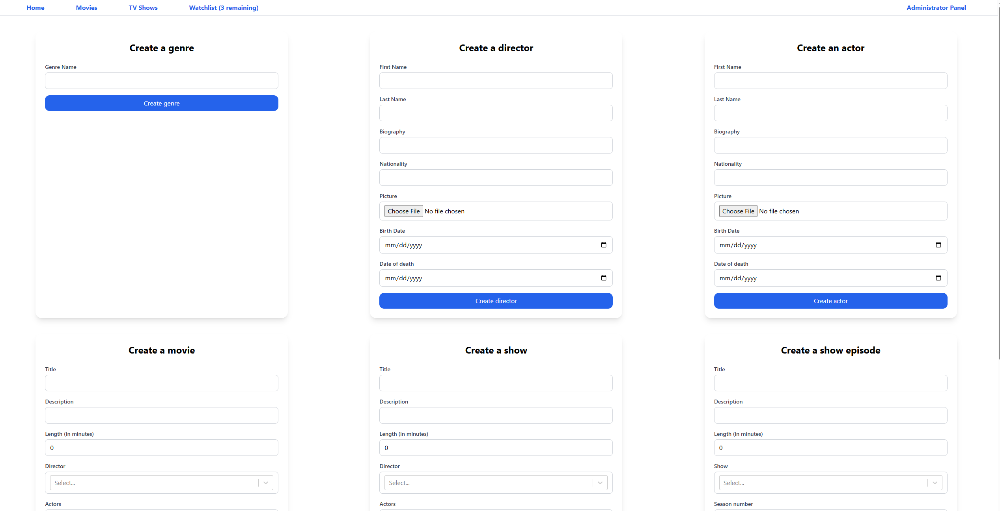 Home Movies TV Shows Watchlist (3 remaining) Administrator Panel
Create a genre
Genre Name
Create genre
Create a director
First Name
Last Name
Biography
Nationality
Picture
Choose File No file chosen
Birth Date
mm/dd/yyyy
Date of death
mm/dd/yyyy
Create director
Create an actor
First Name
Last Name
Biography
Nationality
Picture
Choose File No file chosen
Birth Date
mm/dd/yyyy
Date of death
mm/dd/yyyy
Create actor
Create a movie
Title
Description
Length (in minutes)
0
Director
Select...
Actors
Create a show
Title
Description
Length (in minutes)
0
Director
Select...
Actors
Create a show episode
Title
Description
Length (in minutes)
0
Show
Select...
Season number